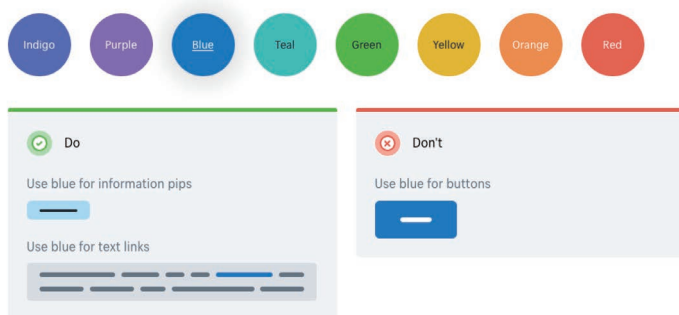 Indigo
Purple
Blue
Teal
Green
Yellow
Orange
Red
Do
Use blue for information pips
Use blue for text links
Don't
Use blue for buttons